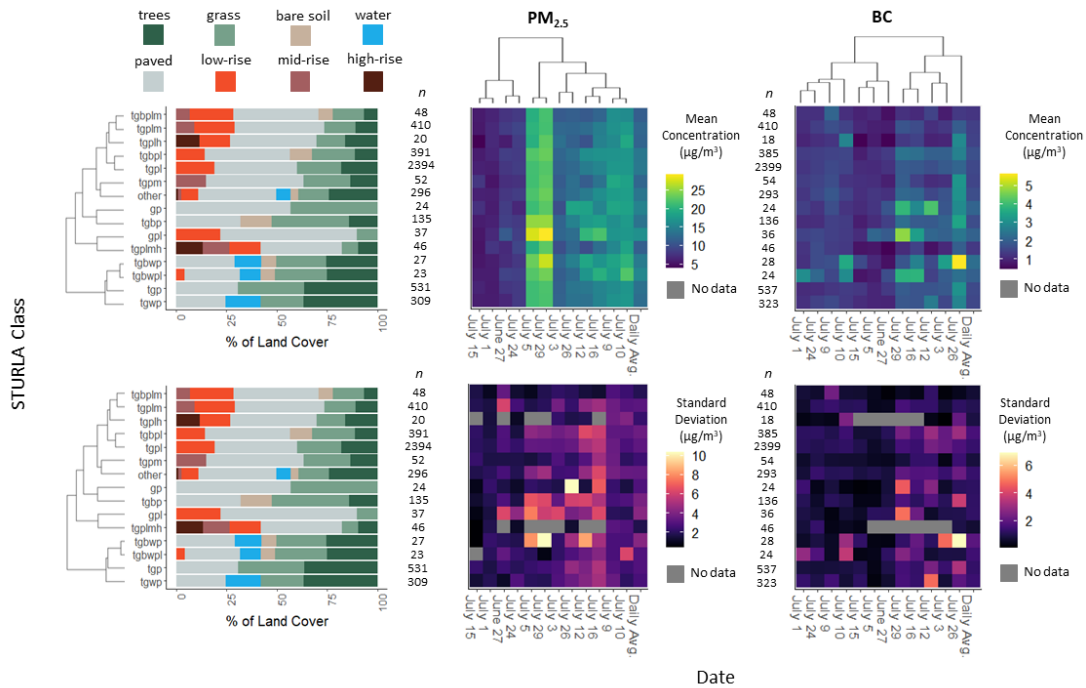 trees grass bare soil water
paved low-rise mid-rise high-rise
PM2.5
BC
STURLA Class
n
tgbplm 48
tgplm 410
tgplh 20
tgbpl 391
tgpl 2394
tgpm 52
other 296
gp 24
tgbp 135
gpl 37
tgplmh 46
tgbwp 27
tgbwpl 23
tgp 531
tgwp 309
0 25 50 75 100
% of Land Cover
July 15
July 1
June 27
July 24
July 5
July 29
July 3
July 26
July 12
July 16
July 9
July 10
Daily Avg.
Mean
Concentration
(µg/m³)
25
20
15
10
5
No data
n
48
410
18
385
2399
54
293
24
136
36
46
28
24
537
323
July 1
July 24
July 9
July 10
July 15
July 5
June 27
July 29
July 16
July 12
July 3
July 26
Daily Avg.
Mean
Concentration
(µg/m³)
5
4
3
2
1
No data
n
tgbplm 48
tgplm 410
tgplh 20
tgbpl 391
tgpl 2394
tgpm 52
other 296
gp 24
tgbp 135
gpl 37
tgplmh 46
tgbwp 27
tgbwpl 23
tgp 531
tgwp 309
0 25 50 75 100
% of Land Cover
July 15
July 1
June 27
July 24
July 5
July 29
July 3
July 26
July 12
July 16
July 9
July 10
Daily Avg.
Standard
Deviation
(µg/m³)
10
8
6
4
2
No data
n
48
410
18
385
2399
54
293
24
136
36
46
28
24
537
323
July 1
July 24
July 9
July 10
July 15
July 5
June 27
July 29
July 16
July 12
July 3
July 26
Daily Avg.
Standard
Deviation
(µg/m³)
6
4
2
No data
Date